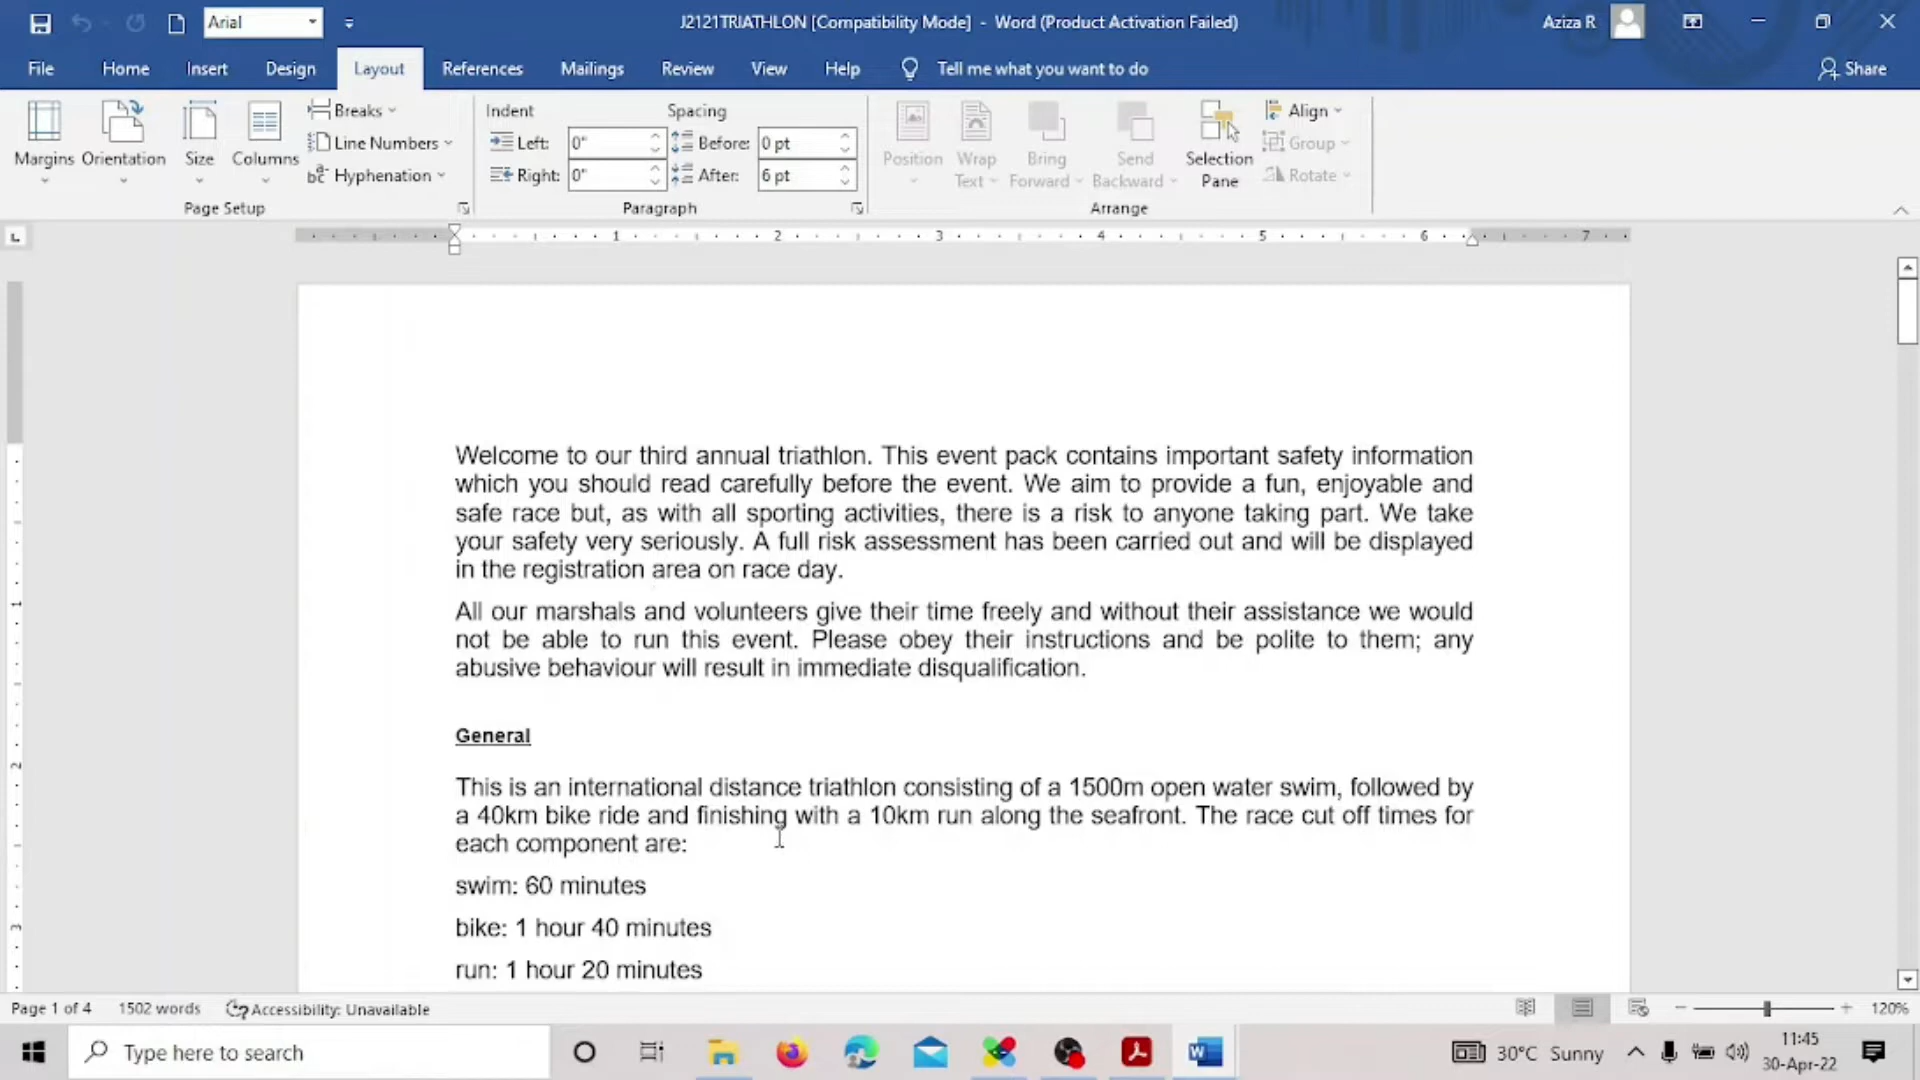 Arial
J2121TRIATHLON [Compatibility Mode] - Word (Product Activation Failed)
Aziza R
File Home Insert Design Layout References Mailings Review View Help Tell me what you want to do
Share
Margins
Orientation
Size
Columns
Breaks
Line Numbers
Hyphenation
Page Setup
Indent
Left: 0"
Right: 0"
Spacing
Before: 0 pt
After: 6 pt
Paragraph
Position
Wrap
Text
Bring
Forward
Send
Backward
Selection
Pane
Align
Group
Rotate
Arrange
1 2 3 4 5 6 7
1
2
3
Welcome to our third annual triathlon. This event pack contains important safety information
which you should read carefully before the event. We aim to provide a fun, enjoyable and
safe race but, as with all sporting activities, there is a risk to anyone taking part. We take
your safety very seriously. A full risk assessment has been carried out and will be displayed
in the registration area on race day.
All our marshals and volunteers give their time freely and without their assistance we would
not be able to run this event. Please obey their instructions and be polite to them; any
abusive behaviour will result in immediate disqualification.
General
This is an international distance triathlon consisting of a 1500m open water swim, followed by
a 40km bike ride and finishing with a 10km run along the seafront. The race cut off times for
each component are:
swim: 60 minutes
bike: 1 hour 40 minutes
run: 1 hour 20 minutes
Page 1 of 4 1502 words Accessibility: Unavailable
120%
Type here to search
30°C Sunny
11:45
30-Apr-22